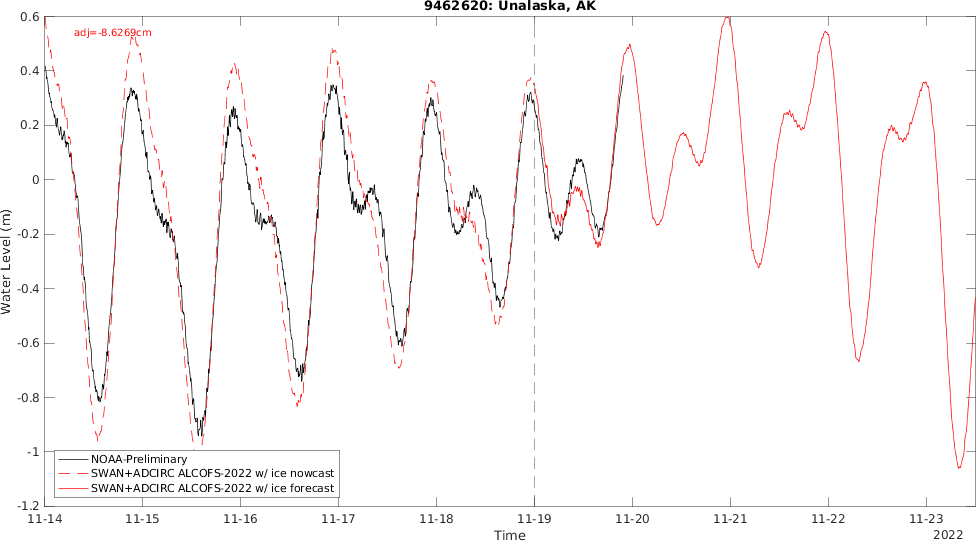 9462620: Unalaska, AK
adj=-8.6269cm
0.6
0.4
0.2
0
-0.2
-0.4
-0.6
-0.8
-1
-1.2
Water Level (m)
NOAA-Preliminary
SWAN+ADCIRC ALCOFS-2022 w/ ice nowcast
SWAN+ADCIRC ALCOFS-2022 w/ ice forecast
11-14 11-15 11-16 11-17 11-18 11-19 11-20 11-21 11-22 11-23
Time
2022